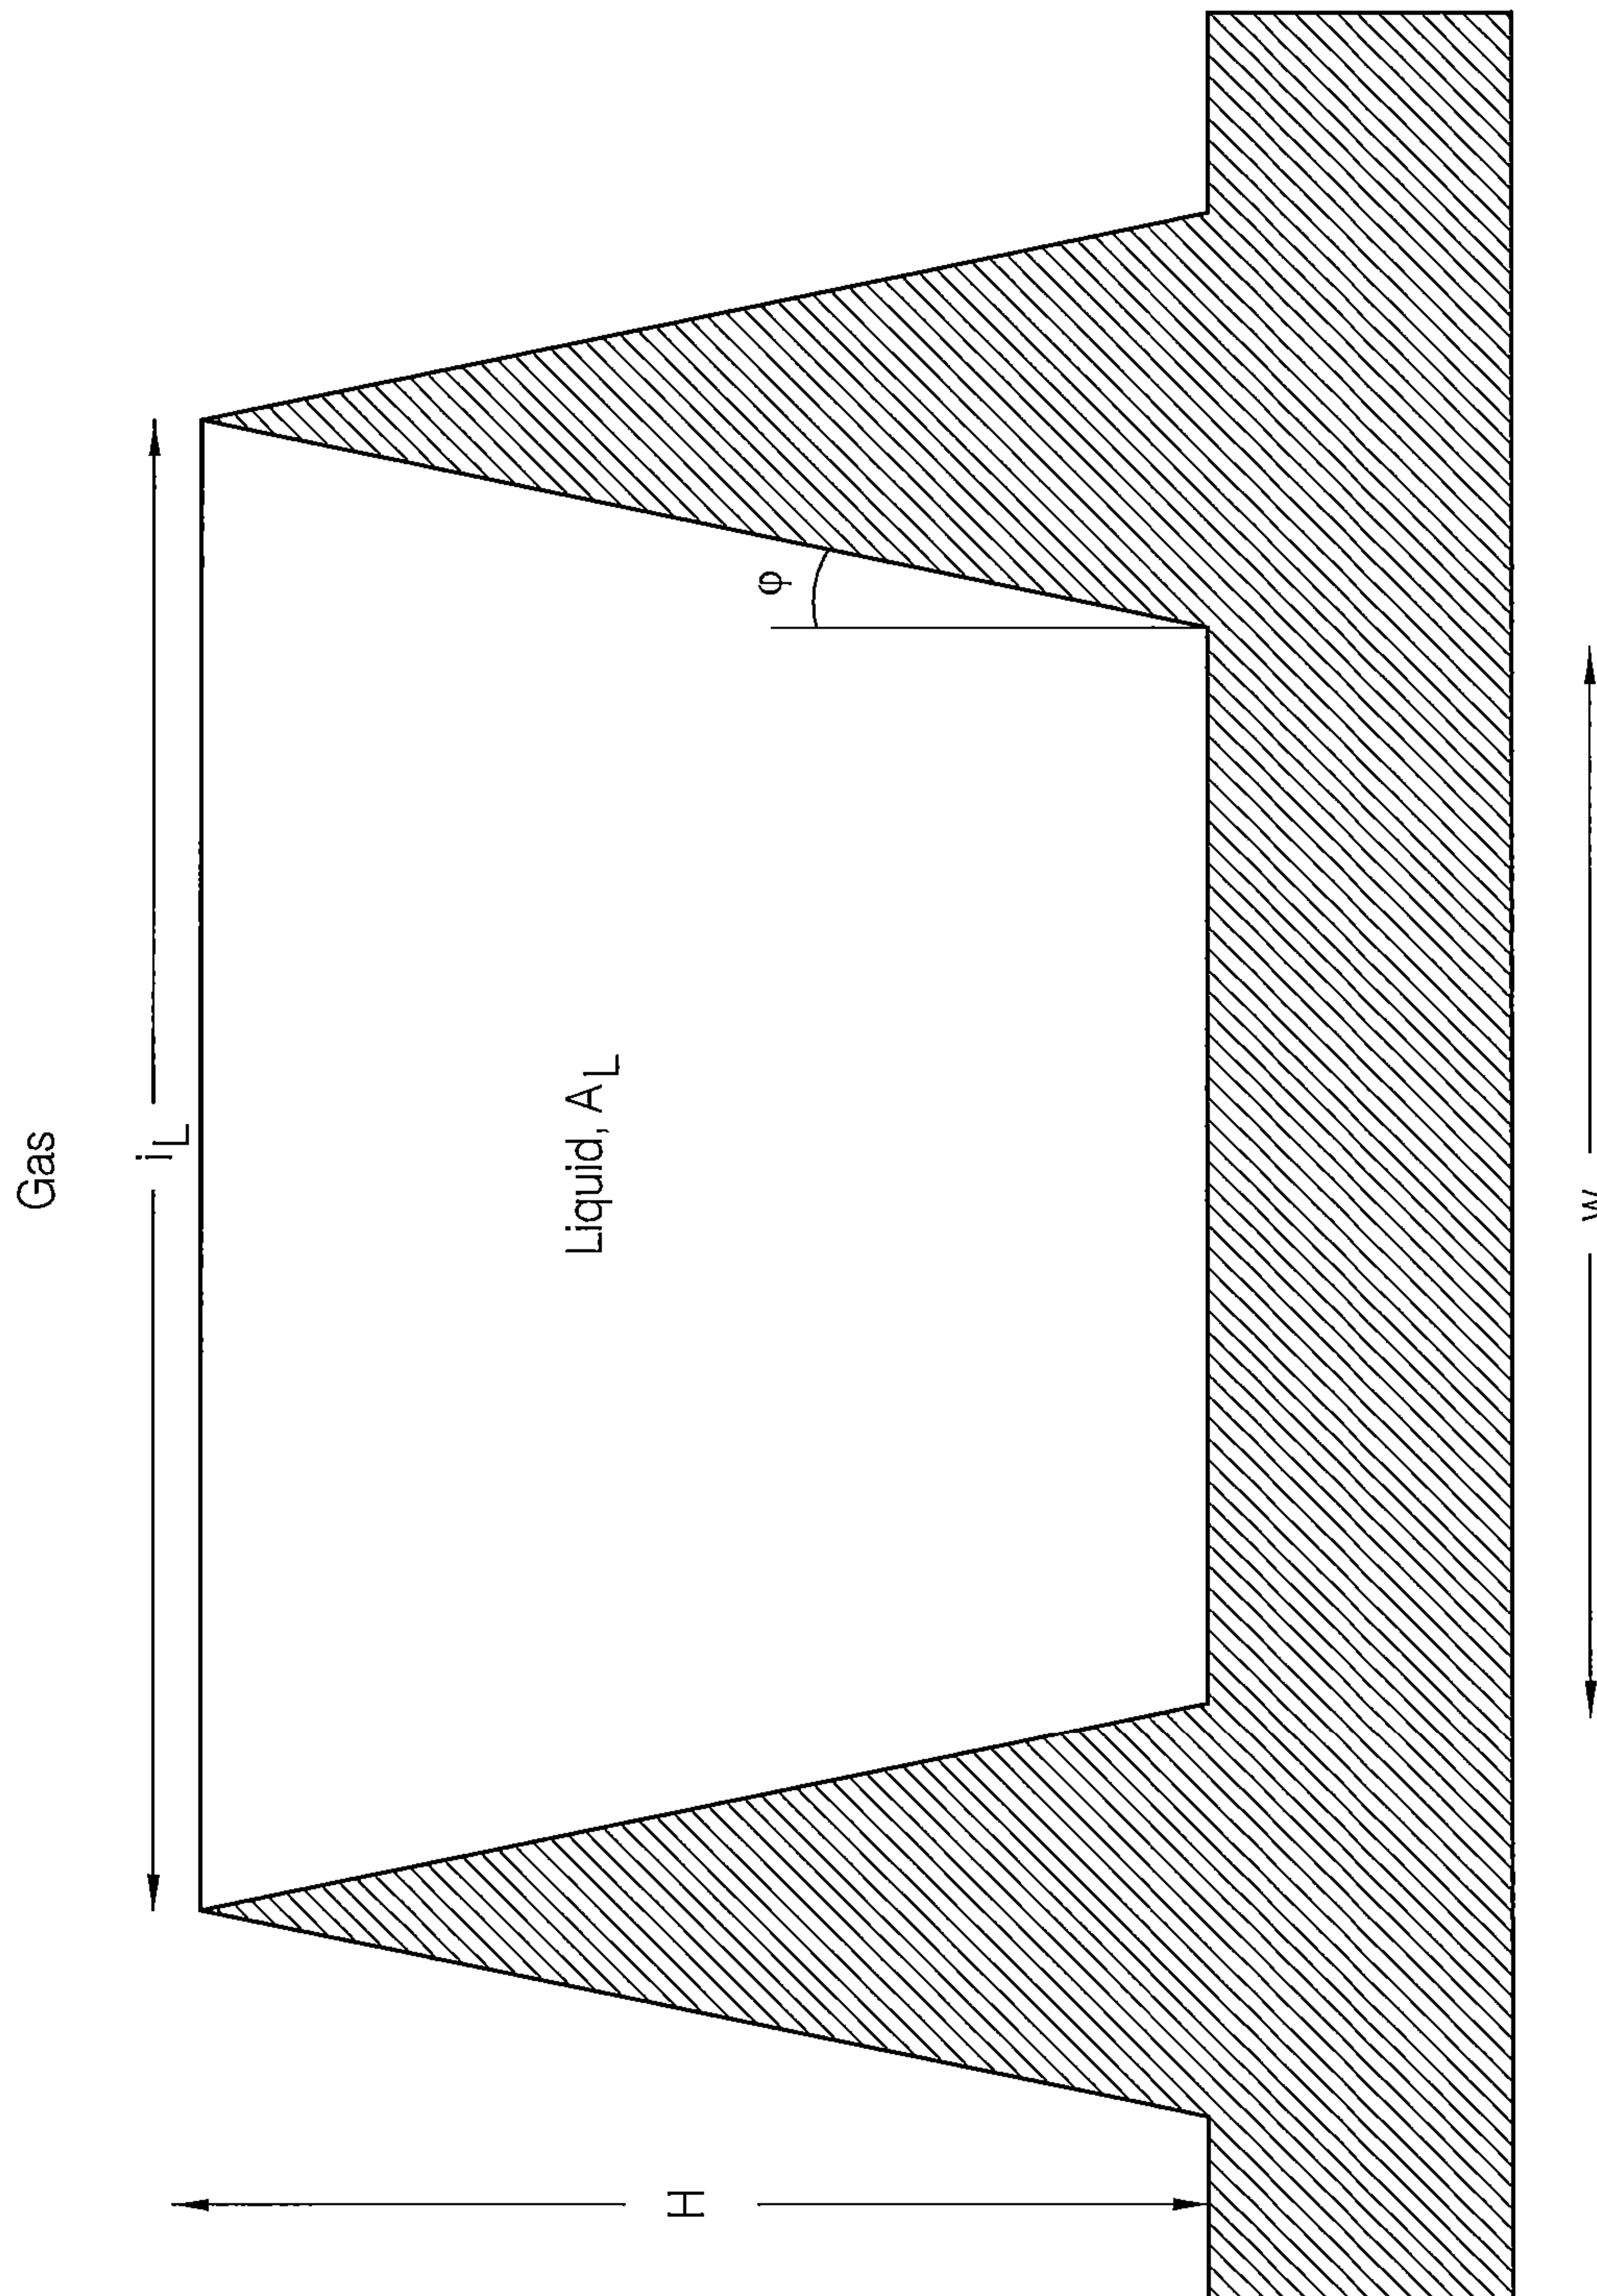 Gas
i_L
Liquid, A_L
φ
H
w